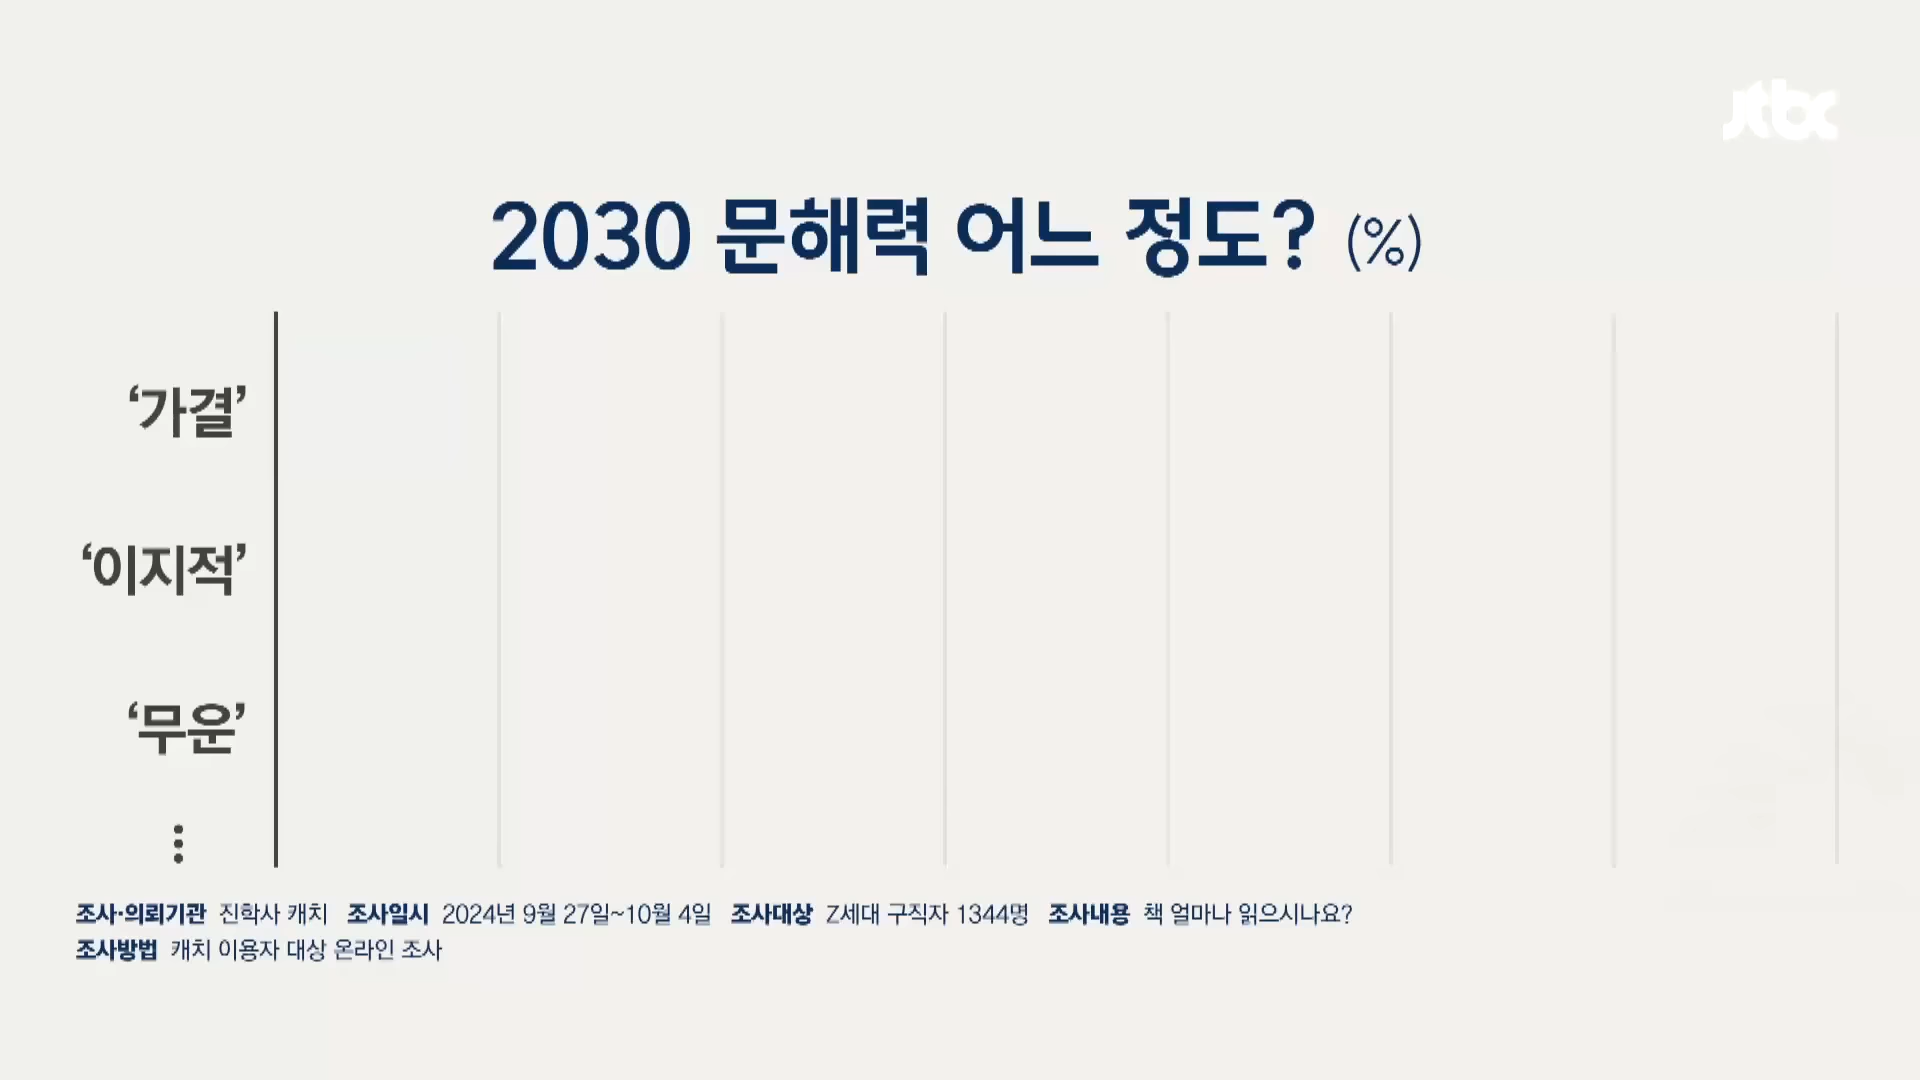 jtbc
2030 문해력 어느 정도? (%)
‘가결’
‘이지적’
‘무운’
⋮
조사·의뢰기관 진학사 캐치 조사일시 2024년 9월 27일~10월 4일 조사대상 Z세대 구직자 1344명 조사내용 책 얼마나 읽으시나요?
조사방법 캐치 이용자 대상 온라인 조사